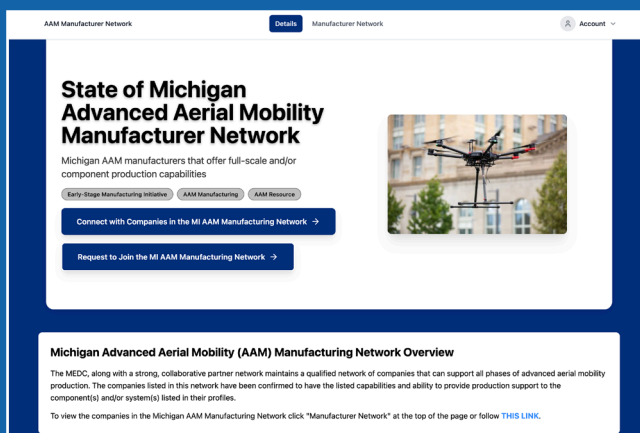 AAM Manufacturer Network
Details
Manufacturer Network
Account
State of Michigan
Advanced Aerial Mobility
Manufacturer Network
Michigan AAM manufacturers that offer full-scale and/or
component production capabilities
Early-Stage Manufacturing Initiative
AAM Manufacturing
AAM Resource
Connect with Companies in the MI AAM Manufacturing Network →
Request to Join the MI AAM Manufacturing Network →
Michigan Advanced Aerial Mobility (AAM) Manufacturing Network Overview
The MEDC, along with a strong, collaborative partner network maintains a qualified network of companies that can support all phases of advanced aerial mobility
production. The companies listed in this network have been confirmed to have the listed capabilities and ability to provide production support to the
component(s) and/or system(s) listed in their profiles.
To view the companies in the Michigan AAM Manufacturing Network click "Manufacturer Network" at the top of the page or follow THIS LINK.